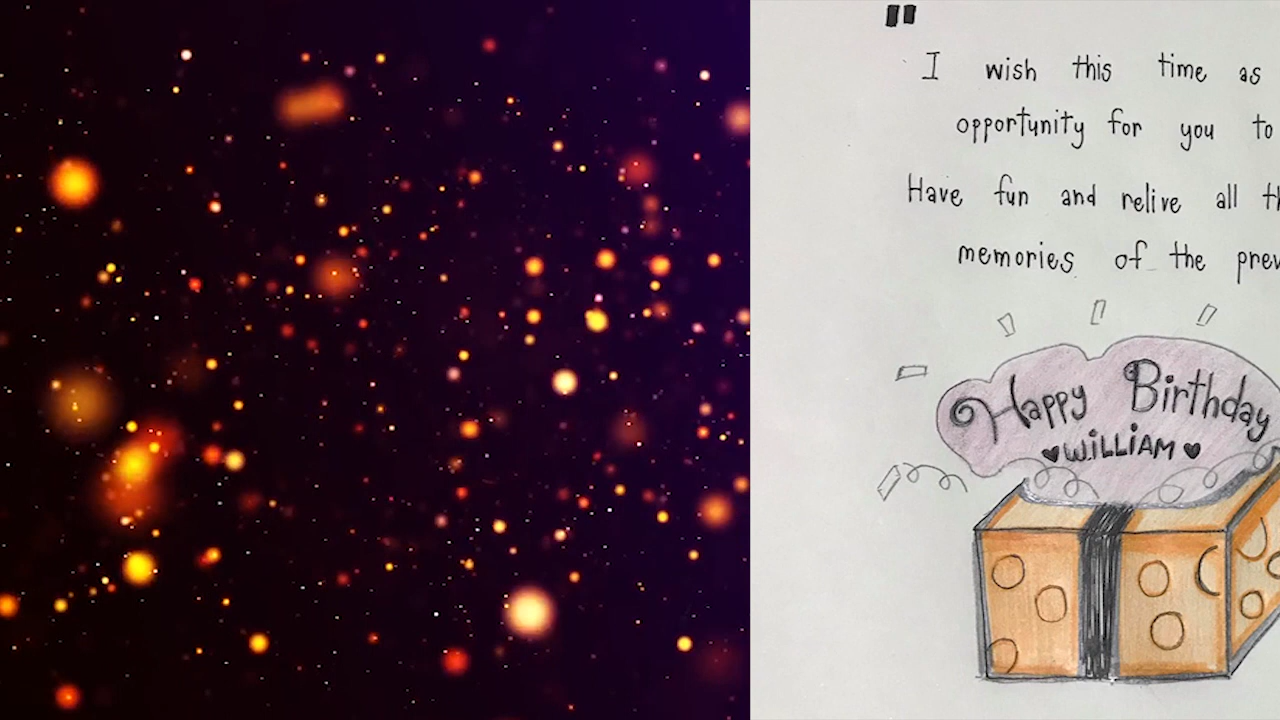 "
I wish this time as
opportunity for you to
Have fun and relive all
memories of the
Happy Birthday
♥WiLLiAM♥